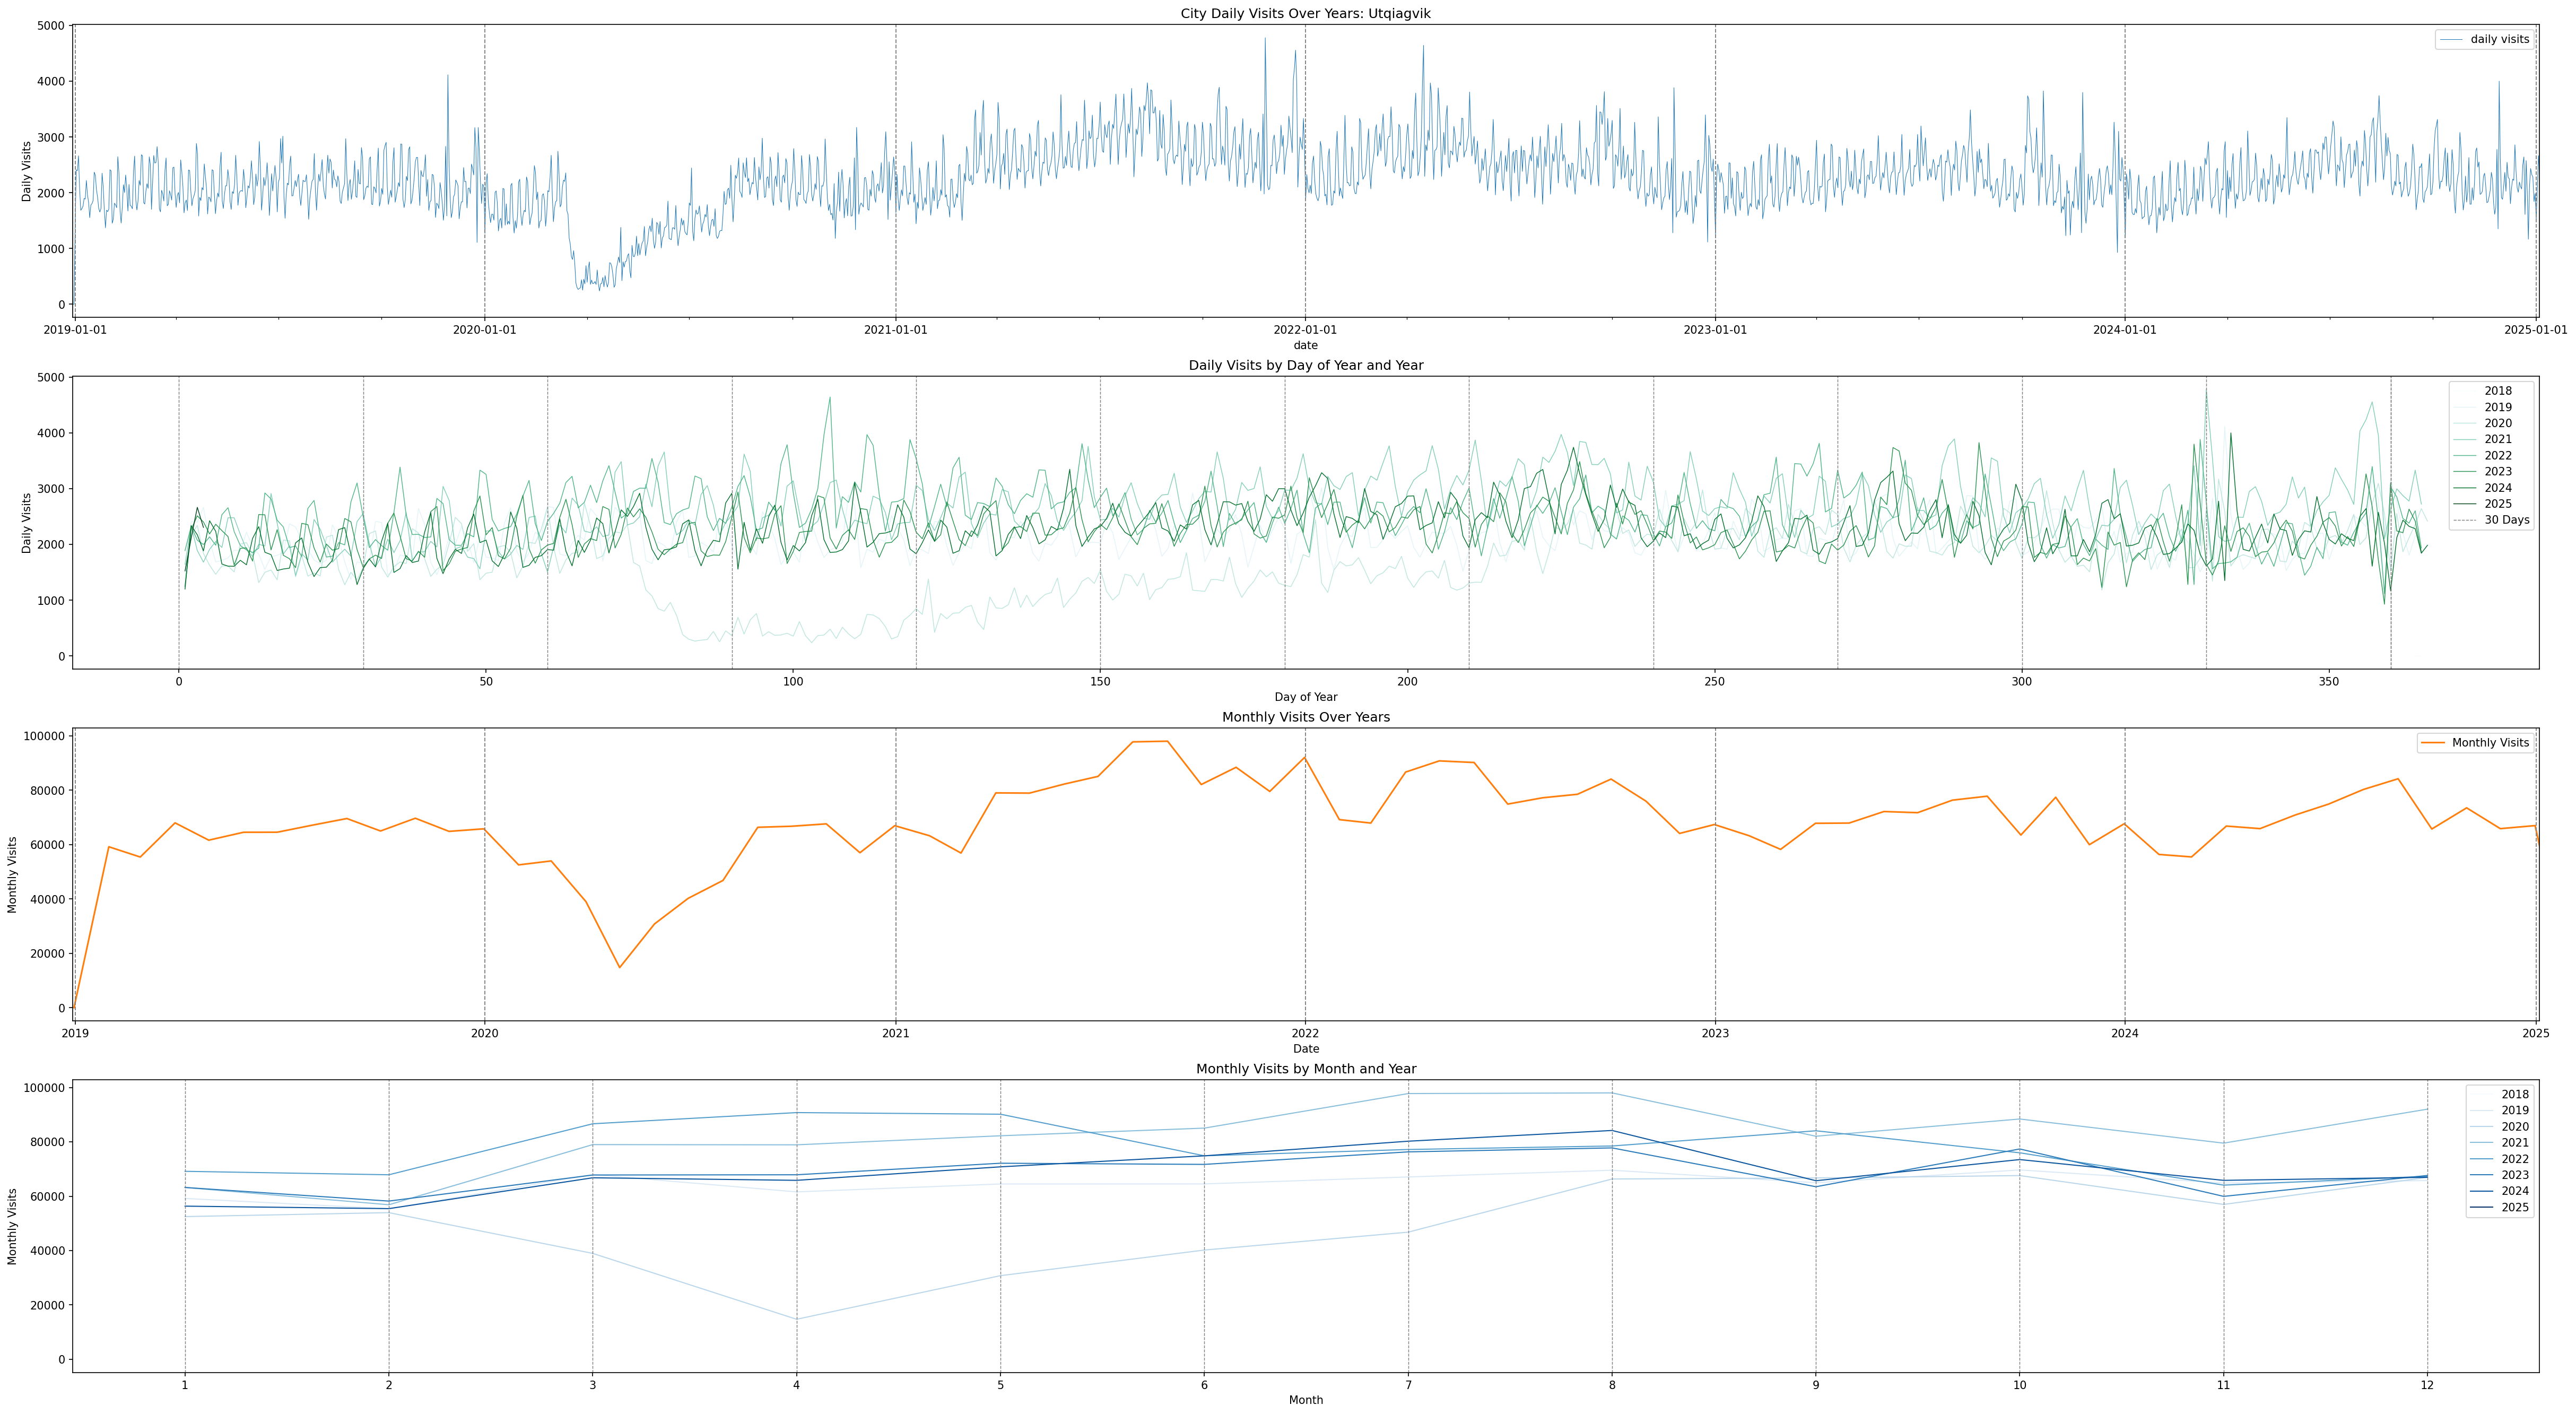 City Daily Visits Over Years: Utqiagvik
5000
4000
3000
2000
1000
0
Daily Visits
daily visits
2019-01-01 2020-01-01 2021-01-01 2022-01-01 2023-01-01 2024-01-01 2025-01-01
date
Daily Visits by Day of Year and Year
5000
4000
3000
2000
1000
0
Daily Visits
2018
2019
2020
2021
2022
2023
2024
2025
30 Days
0 50 100 150 200 250 300 350
Day of Year
Monthly Visits Over Years
100000
80000
60000
40000
20000
0
Monthly Visits
Monthly Visits
2019 2020 2021 2022 2023 2024 2025
Date
Monthly Visits by Month and Year
100000
80000
60000
40000
20000
0
Monthly Visits
2018
2019
2020
2021
2022
2023
2024
2025
1 2 3 4 5 6 7 8 9 10 11 12
Month